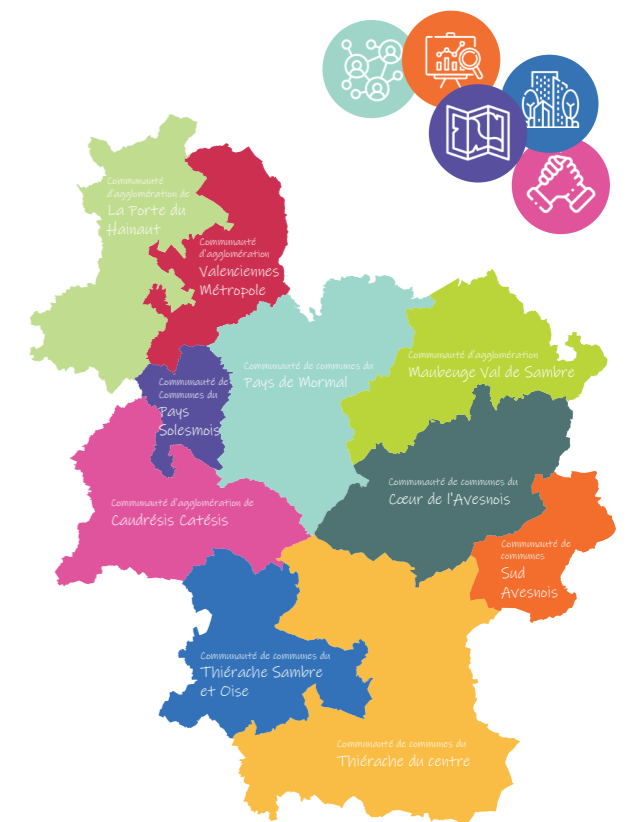 Communauté
d'agglomération de
La Porte du
Hainaut
Communauté
d'agglomération
Valenciennes
Métropole
Communauté de communes du
Pays de Mormal
Communauté d'agglomération
Maubeuge Val de Sambre
Communauté de
Communes du
Pays
Solesmois
Communauté de communes du
Cœur de l'Avesnois
Communauté d'agglomération de
Caudrésis Catésis
Communauté de
communes
Sud
Avesnois
Communauté de communes du
Thiérache Sambre
et Oise
Communauté de communes du
Thiérache du centre